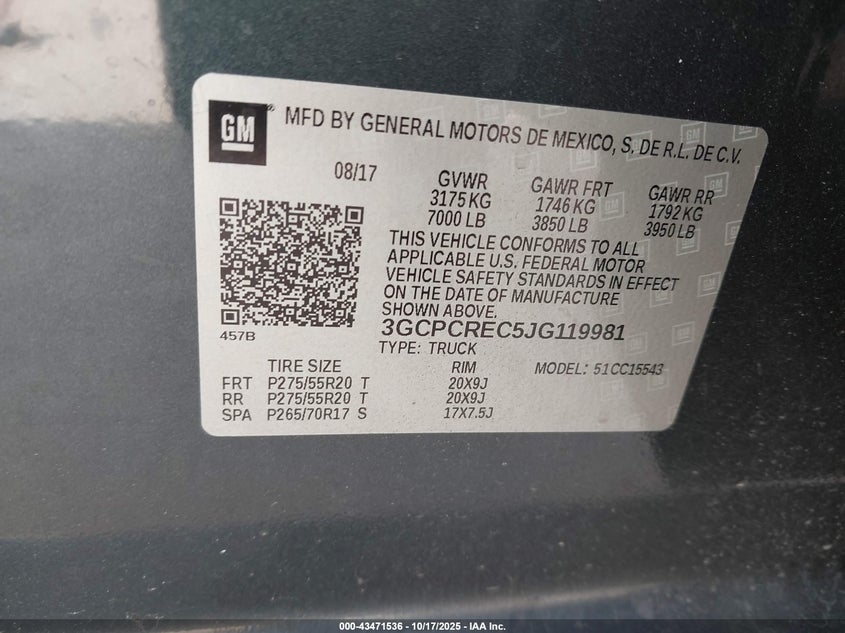 GM
MFD BY GENERAL MOTORS DE MEXICO, S. DE R.L. DE C.V.
08/17 GVWR GAWR FRT GAWR RR
3175 KG 1746 KG 1792 KG
7000 LB 3850 LB 3950 LB
THIS VEHICLE CONFORMS TO ALL
APPLICABLE U.S. FEDERAL MOTOR
VEHICLE SAFETY STANDARDS IN EFFECT
ON THE DATE OF MANUFACTURE
SHOWN ABOVE.
3GCPCREC5JG119981
457B TYPE: TRUCK
TIRE SIZE RIM MODEL: 51CC15543
FRT P275/55R20 T 20X9J
RR P275/55R20 T 20X9J
SPA P265/70R17 S 17X7.5J
000-43471536 - 10/17/2025 - IAA Inc.